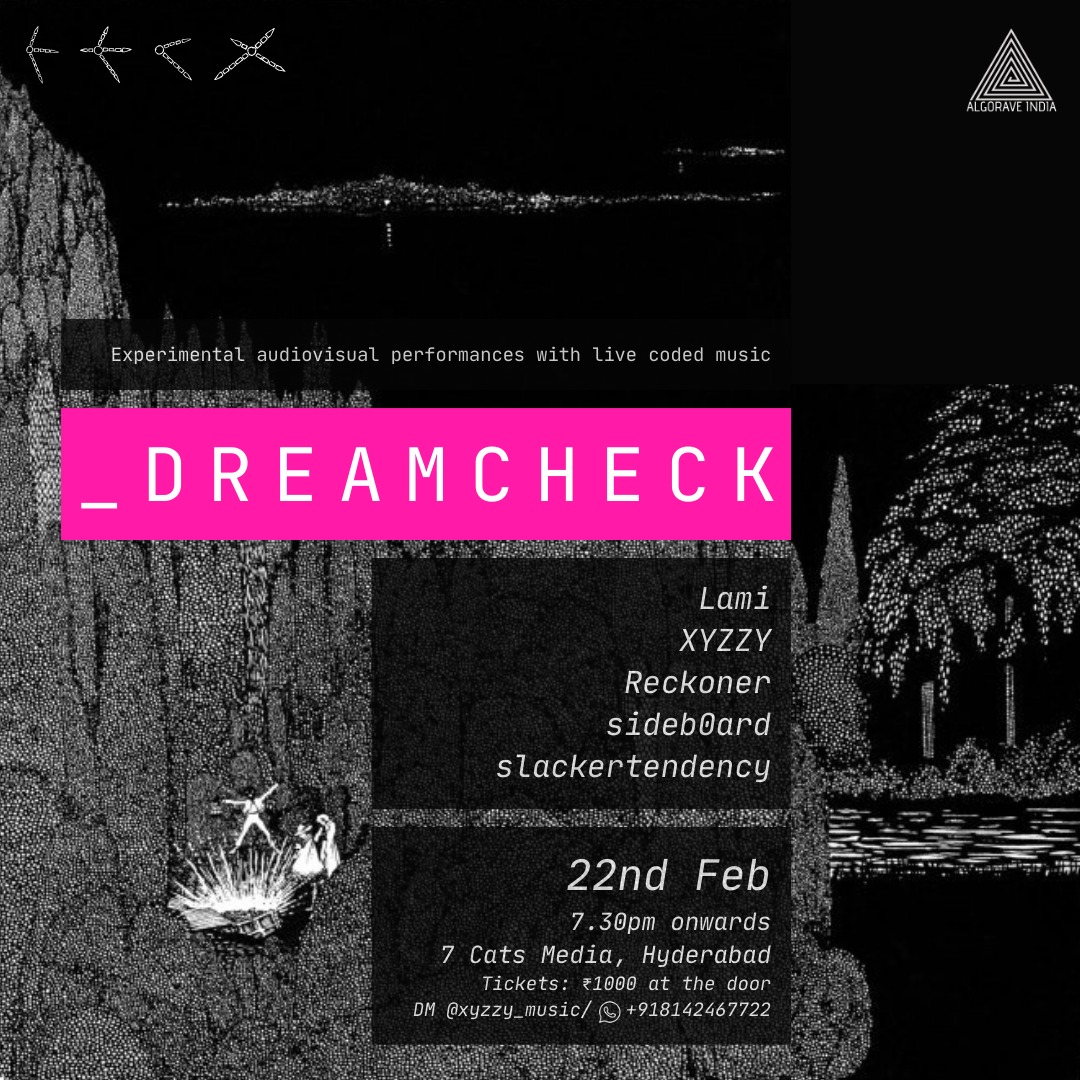 ALGORAVE INDIA
Experimental audiovisual performances with live coded music
_DREAMCHECK
Lami
XYZZY
Reckoner
sideb0ard
slackertendency
22nd Feb
7.30pm onwards
7 Cats Media, Hyderabad
Tickets: ₹1000 at the door
DM @xyzzy_music/ +918142467722